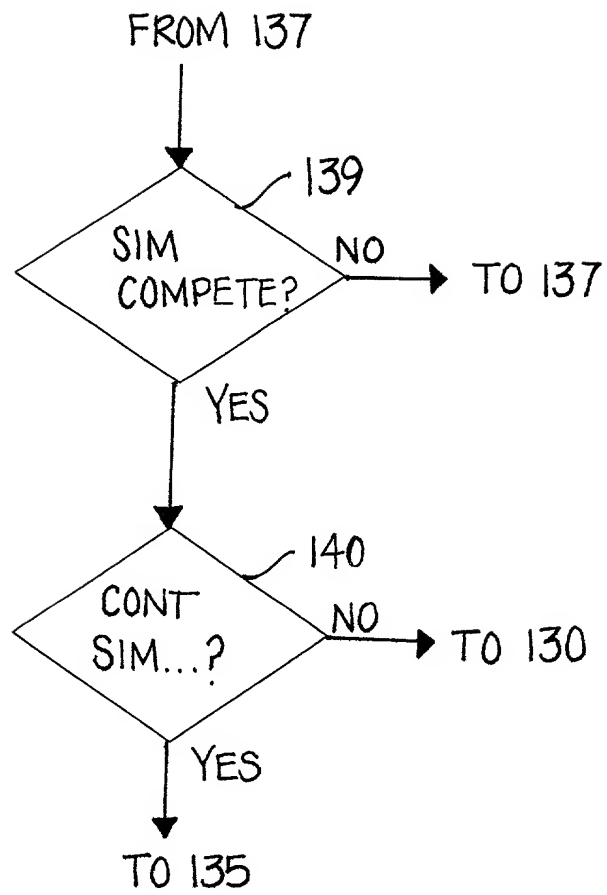 FROM 137
139
SIM
COMPETE?
NO
TO 137
YES
140
CONT
SIM...?
NO
TO 130
YES
TO 135